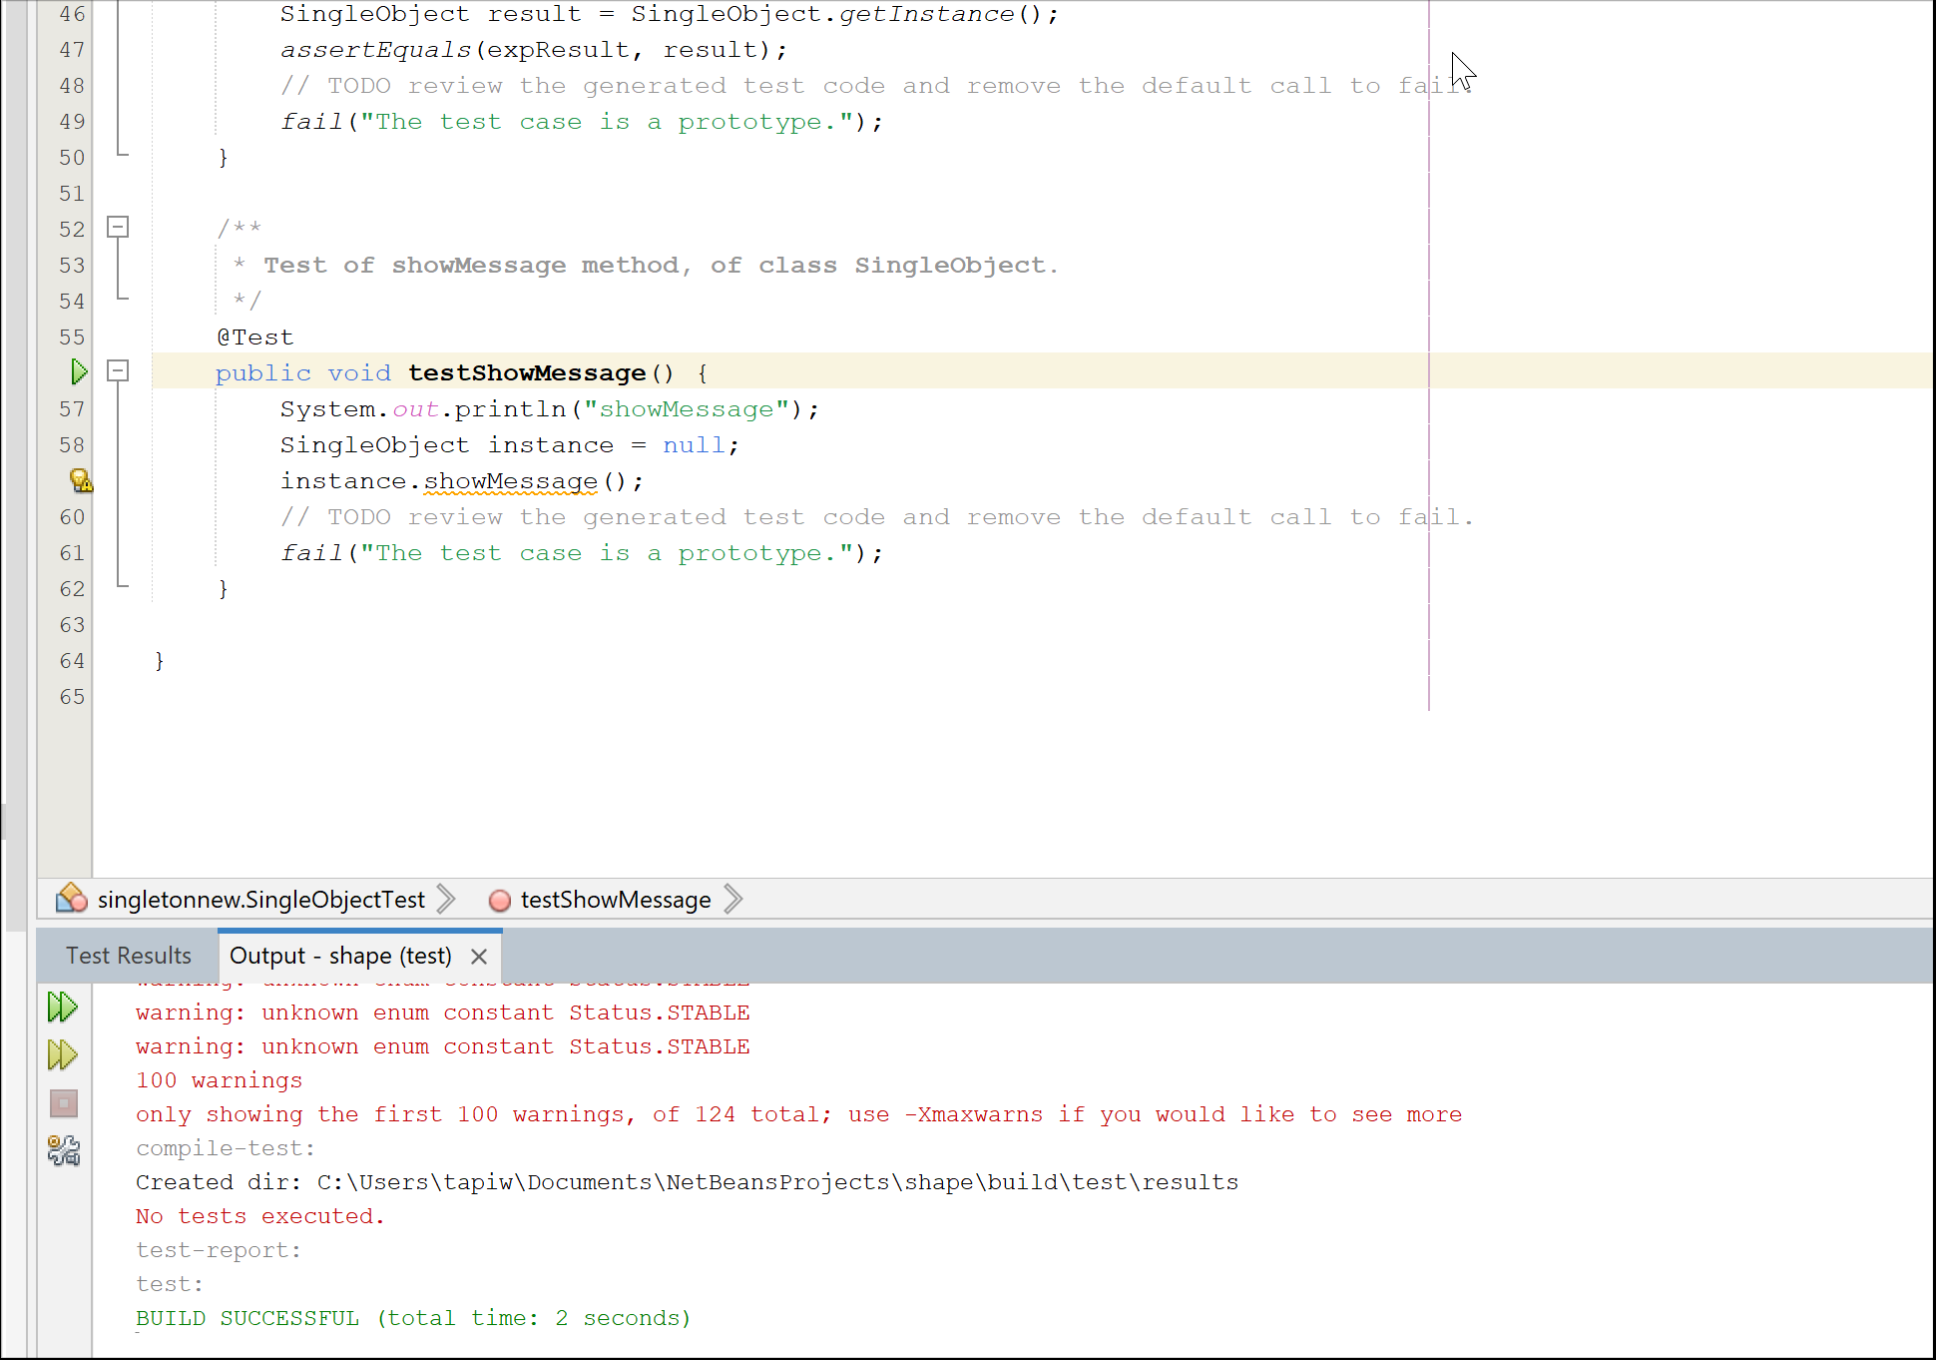 46 SingleObject result = SingleObject.getInstance();
47 assertEquals(expResult, result);
48 // TODO review the generated test code and remove the default call to fail.
49 fail("The test case is a prototype.");
50 }
51
52 /**
53 * Test of showMessage method, of class SingleObject.
54 */
55 @Test
public void testShowMessage() {
57 System.out.println("showMessage");
58 SingleObject instance = null;
instance.showMessage();
60 // TODO review the generated test code and remove the default call to fail.
61 fail("The test case is a prototype.");
62 }
63
64 }
65
singletonnew.SingleObjectTest testShowMessage
Test Results Output - shape (test)
warning: unknown enum constant Status.STABLE
warning: unknown enum constant Status.STABLE
warning: unknown enum constant Status.STABLE
100 warnings
only showing the first 100 warnings, of 124 total; use -Xmaxwarns if you would like to see more
compile-test:
Created dir: C:\Users\tapiw\Documents\NetBeansProjects\shape\build\test\results
No tests executed.
test-report:
test:
BUILD SUCCESSFUL (total time: 2 seconds)